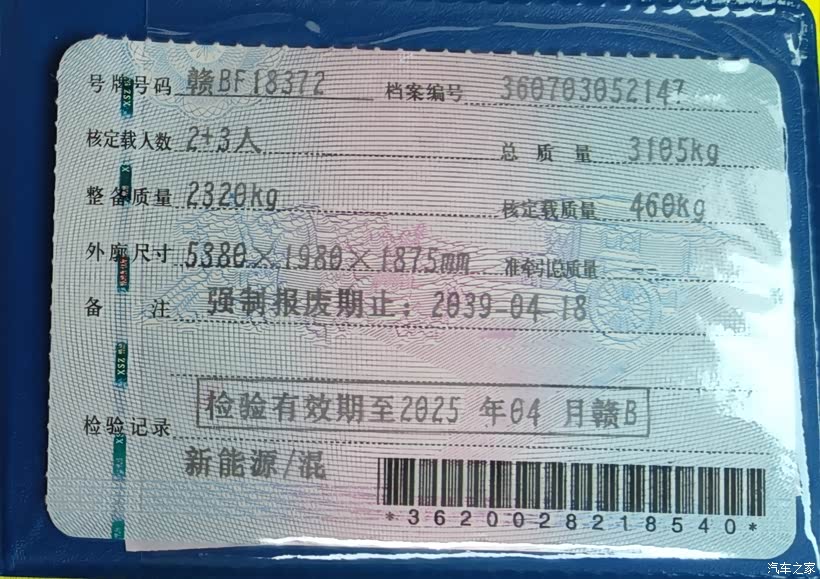 号牌号码 赣BF18372 档案编号 360703052147
核定载人数 2+3人 总质量 3105kg
整备质量 2320kg 核定载质量 460kg
外廓尺寸 5380×1980×1875mm 准牵引总质量 --
备注 强制报废期止：2039-04-18
检验有效期至2025 年04 月赣B
检验记录
新能源/混
*3620028218540*
ZSX
汽车之家